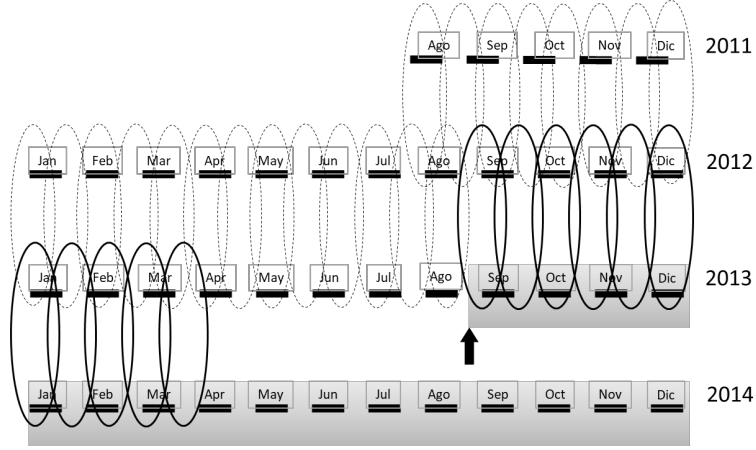 Ago Sep Oct Nov Dic 2011
Jan Feb Mar Apr May Jun Jul Ago Sep Oct Nov Dic 2012
Jan Feb Mar Apr May Jun Jul Ago Sep Oct Nov Dic 2013
Jan Feb Mar Apr May Jun Jul Ago Sep Oct Nov Dic 2014